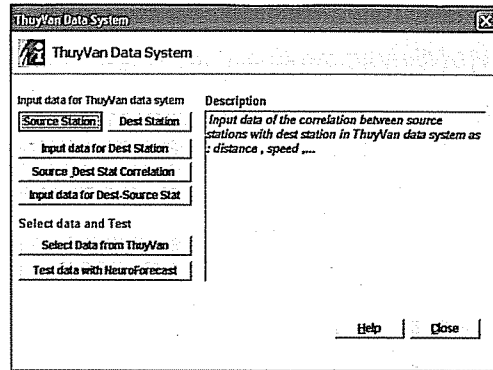 ThuyVan Data System
ThuyVan Data System
Input data for ThuyVan data sytem
Source Station Dest Station
Input data for Dest Station
Source _Dest Stat Correlation
Input data for Dest-Source Stat
Select data and Test
Select Data from ThuyVan
Test data with NeuroForecast
Description
Input data of the correlation between source
stations with dest station in ThuyVan data system as
: distance , speed ,...
Help Close